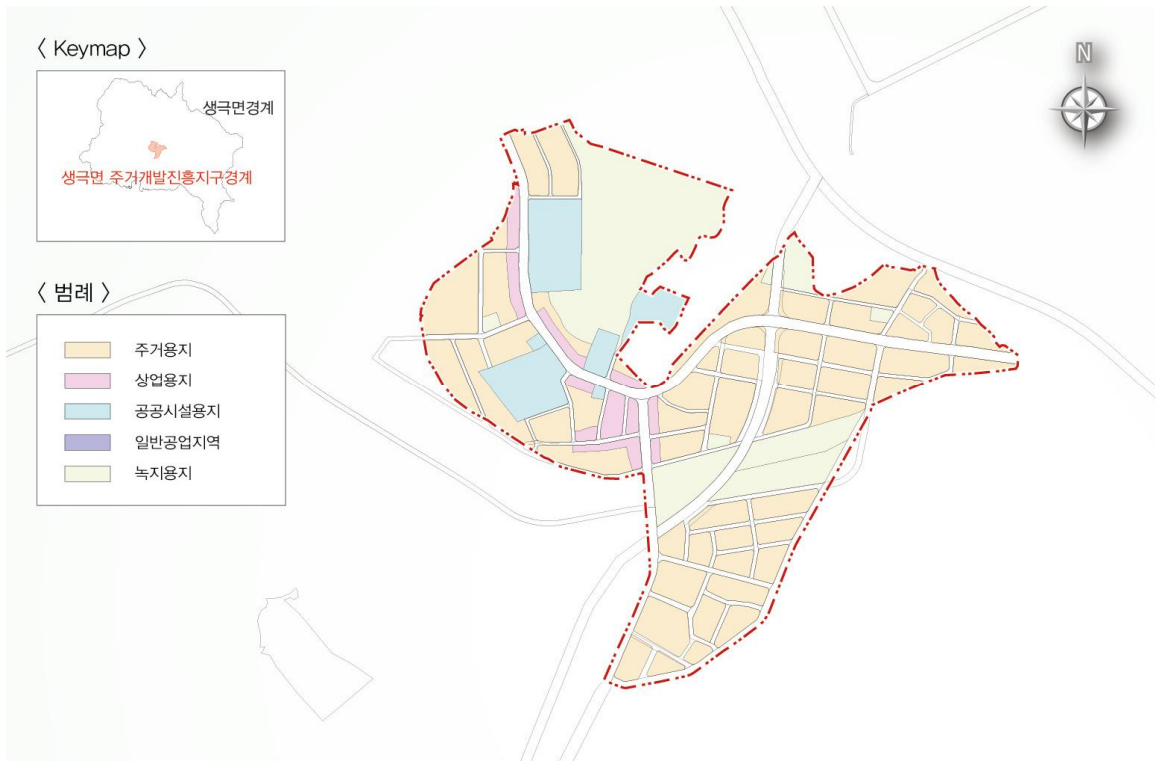 〈 Keymap 〉
생극면경계
생극면 주거개발진흥지구경계
〈 범례 〉
주거용지
상업용지
공공시설용지
일반공업지역
녹지용지
N